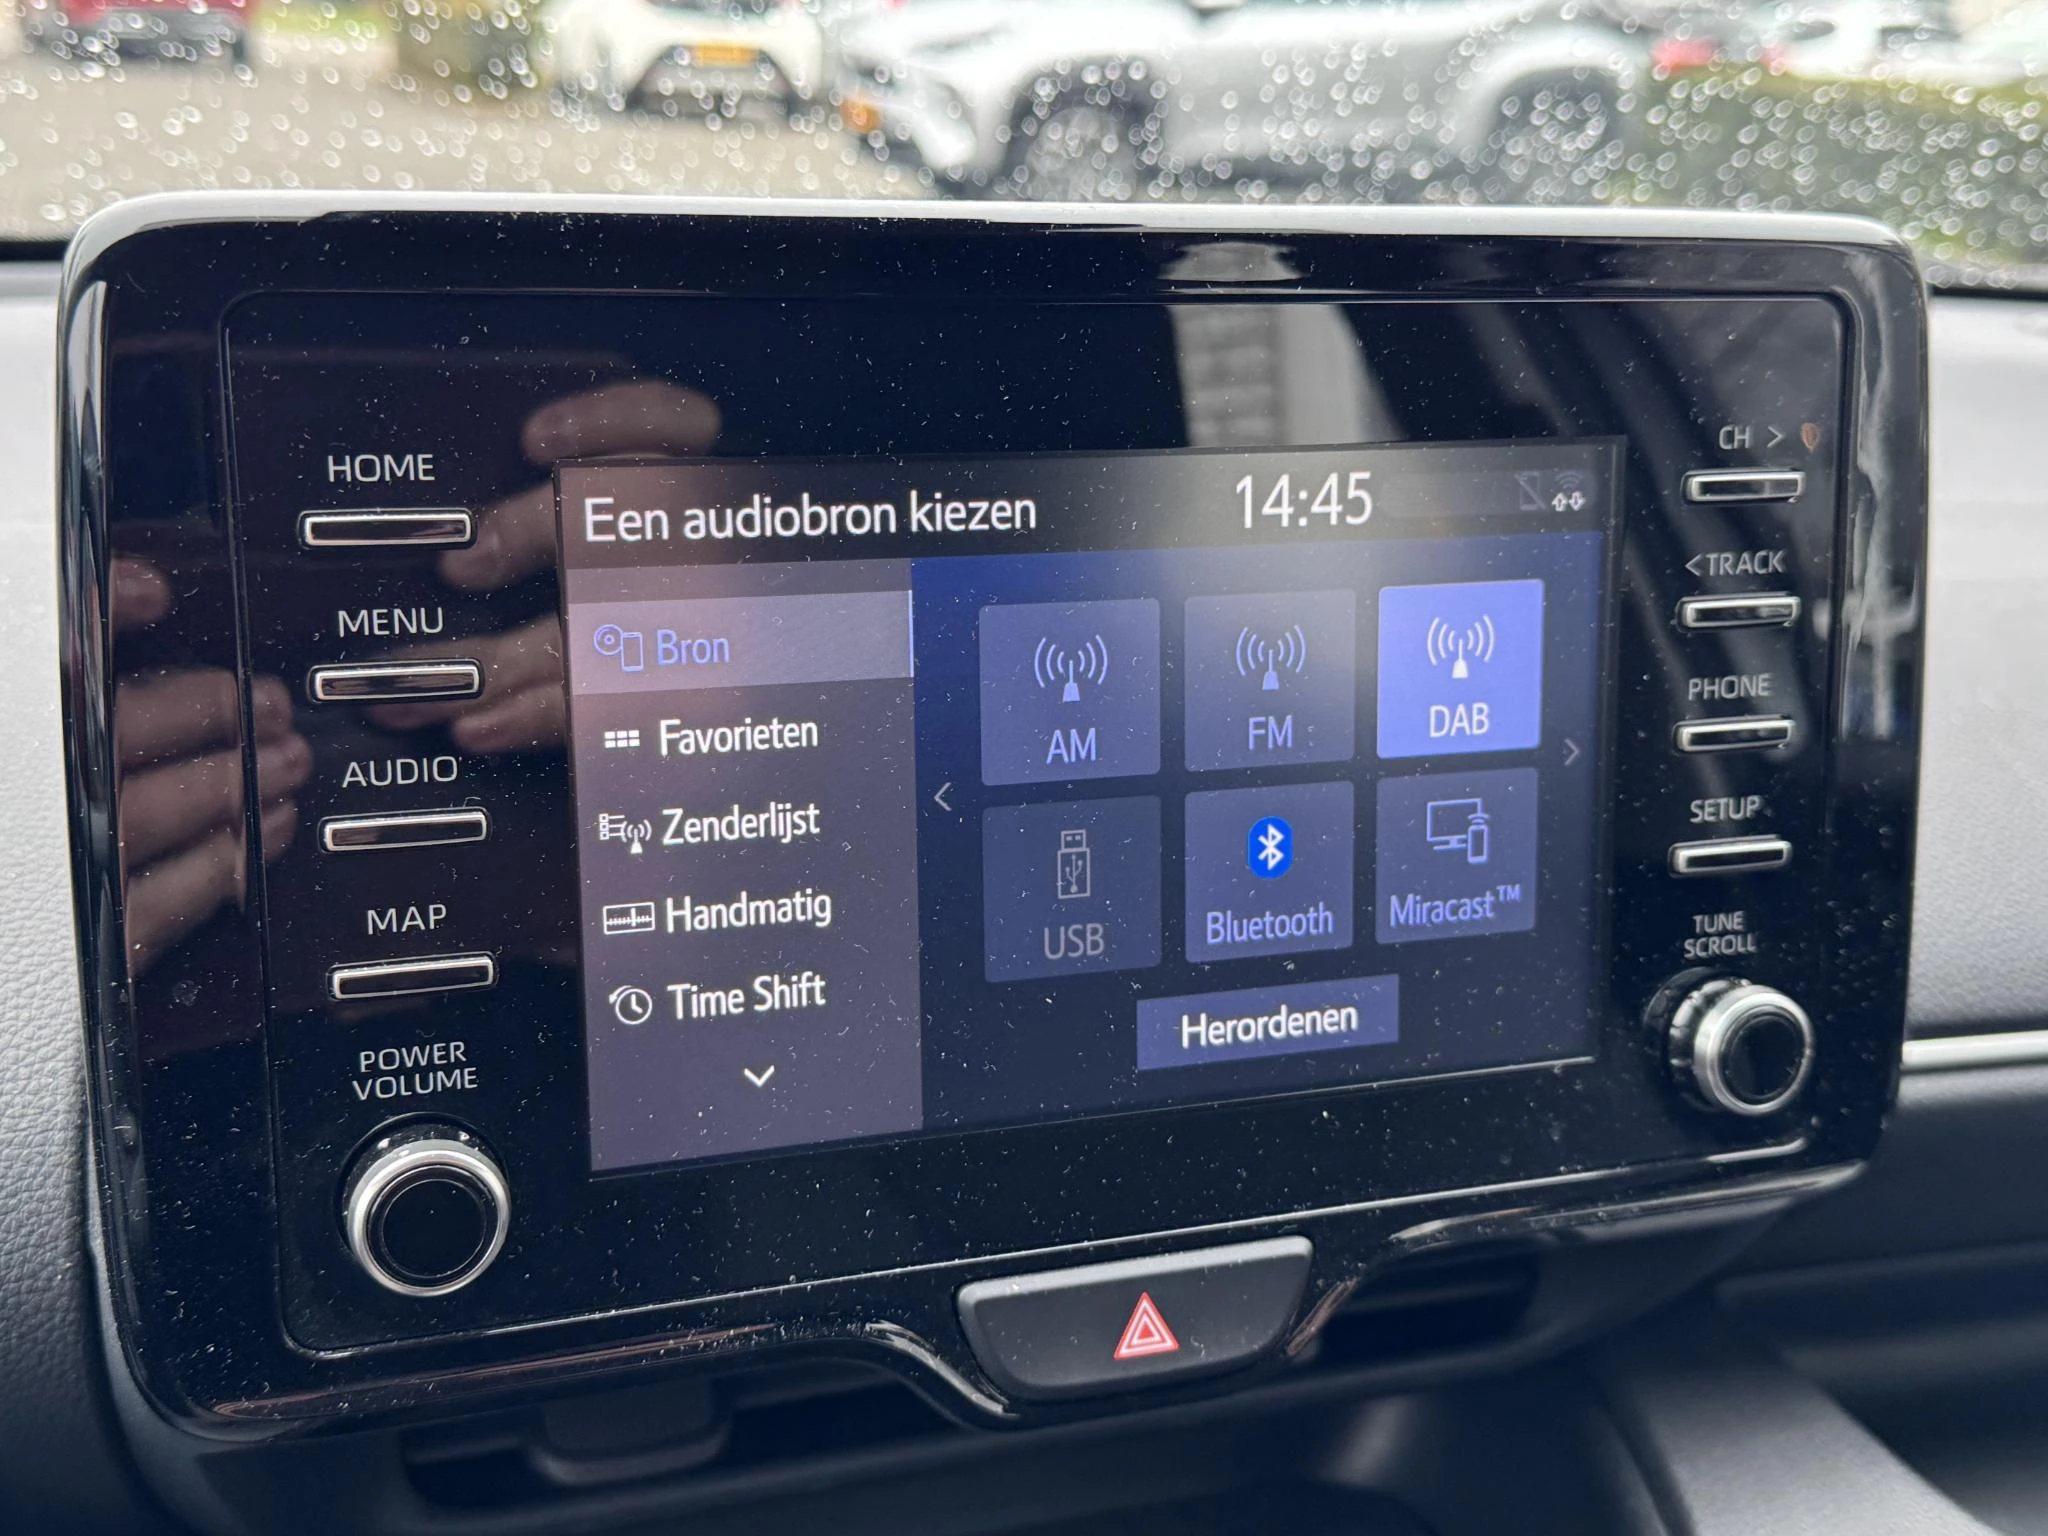 HOME
MENU
AUDIO
MAP
POWER
VOLUME
Een audiobron kiezen
14:45
Bron
Favorieten
Zenderlijst
Handmatig
Time Shift
AM
FM
DAB
USB
Bluetooth
Miracast™
Herordenen
CH >
<TRACK
PHONE
SETUP
TUNE
SCROLL